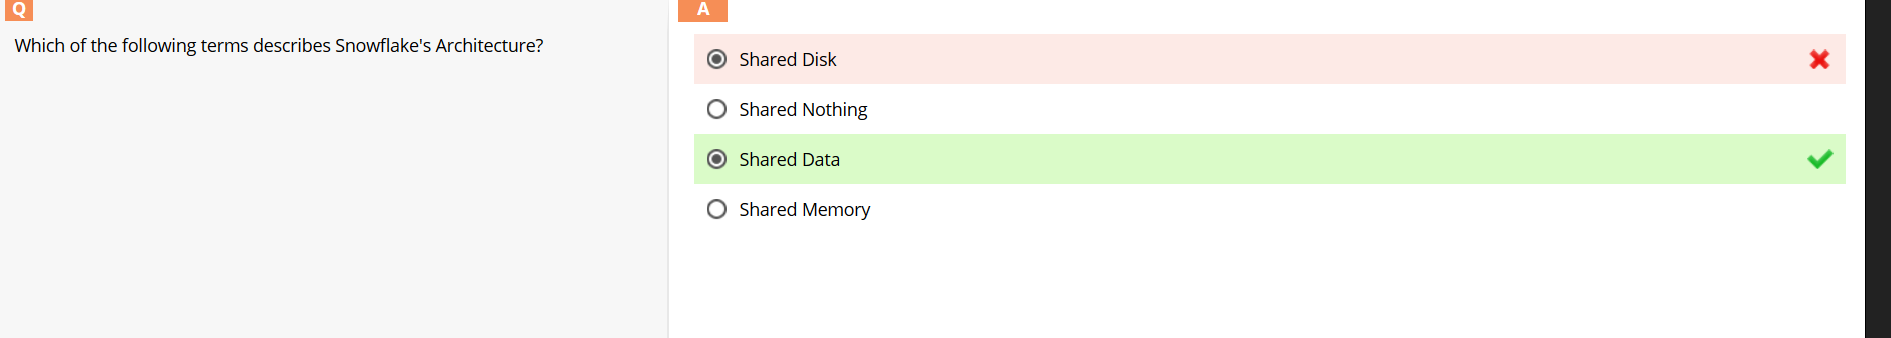 Q
Which of the following terms describes Snowflake's Architecture?
A
Shared Disk
Shared Nothing
Shared Data
Shared Memory